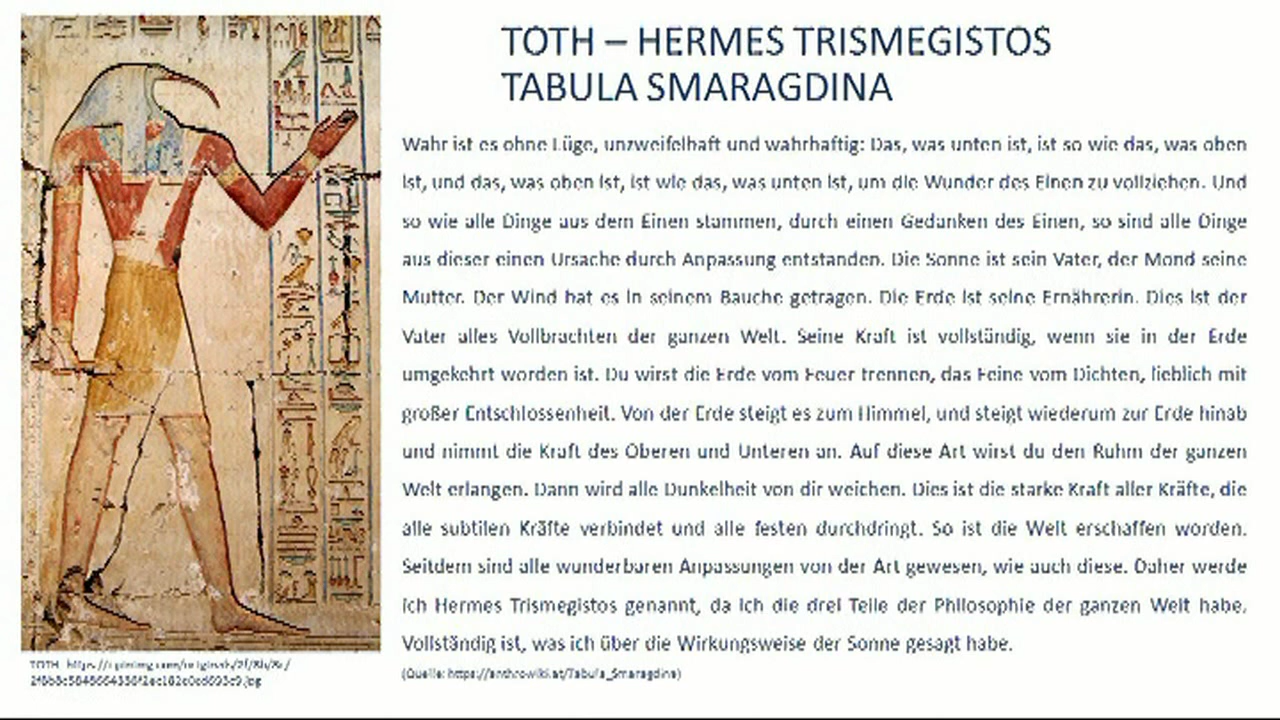 TOTH – HERMES TRISMEGISTOS
TABULA SMARAGDINA
Wahr ist es ohne Lüge, unzweifelhaft und wahrhaftig: Das, was unten ist, ist so wie das, was oben
ist, und das, was oben ist, ist wie das, was unten ist, um die Wunder des Einen zu vollziehen. Und
so wie alle Dinge aus dem Einen stammen, durch einen Gedanken des Einen, so sind alle Dinge
aus dieser einen Ursache durch Anpassung entstanden. Die Sonne ist sein Vater, der Mond seine
Mutter. Der Wind hat es in seinem Bauche getragen. Die Erde ist seine Ernährerin. Dies ist der
Vater alles Vollbrachten der ganzen Welt. Seine Kraft ist vollständig, wenn sie in der Erde
umgekehrt worden ist. Du wirst die Erde vom Feuer trennen, das Feine vom Dichten, lieblich mit
großer Entschlossenheit. Von der Erde steigt es zum Himmel, und steigt wiederum zur Erde hinab
und nimmt die Kraft des Oberen und Unteren an. Auf diese Art wirst du den Ruhm der ganzen
Welt erlangen. Dann wird alle Dunkelheit von dir weichen. Dies ist die starke Kraft aller Kräfte, die
alle subtilen Kräfte verbindet und alle festen durchdringt. So ist die Welt erschaffen worden.
Seitdem sind alle wunderbaren Anpassungen von der Art gewesen, wie auch diese. Daher werde
ich Hermes Trismegistos genannt, da ich die drei Teile der Philosophie der ganzen Welt habe.
Vollständig ist, was ich über die Wirkungsweise der Sonne gesagt habe.
(Quelle: https://anthrowiki.at/Tabula_Smaragdina)
TOTH